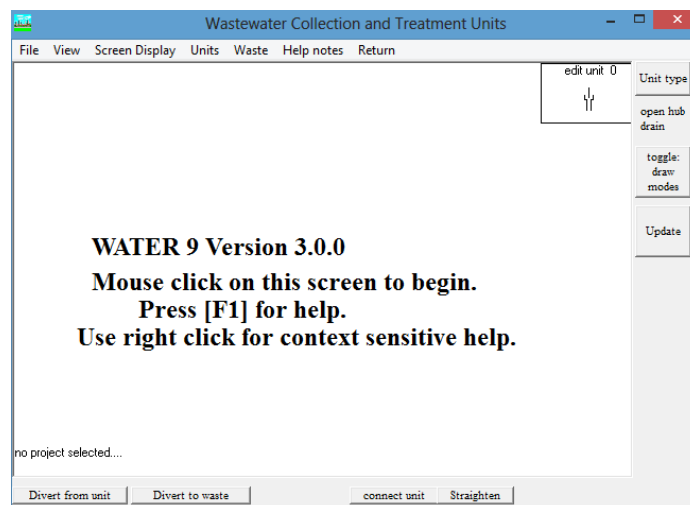 Wastewater Collection and Treatment Units
File View Screen Display Units Waste Help notes Return
edit unit 0
Unit type
open hub
drain
toggle:
draw
modes
Update
WATER 9 Version 3.0.0
Mouse click on this screen to begin.
Press [F1] for help.
Use right click for context sensitive help.
no project selected....
Divert from unit Divert to waste connect unit Straighten